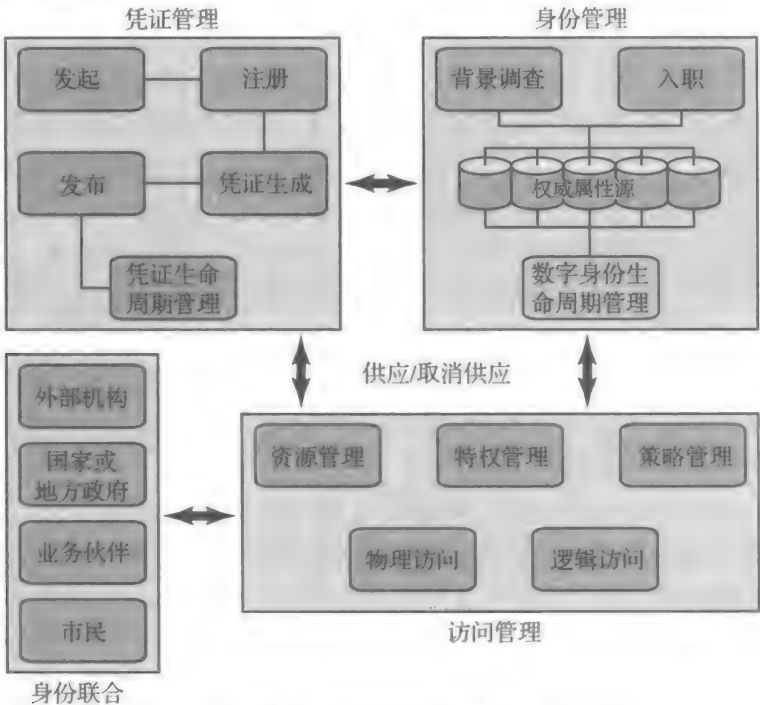 凭证管理
发起
注册
发布
凭证生成
凭证生命
周期管理
身份管理
背景调查
入职
权威属性源
数字身份生
命周期管理
供应/取消供应
外部机构
国家或
地方政府
业务伙伴
市民
身份联合
资源管理
特权管理
策略管理
物理访问
逻辑访问
访问管理